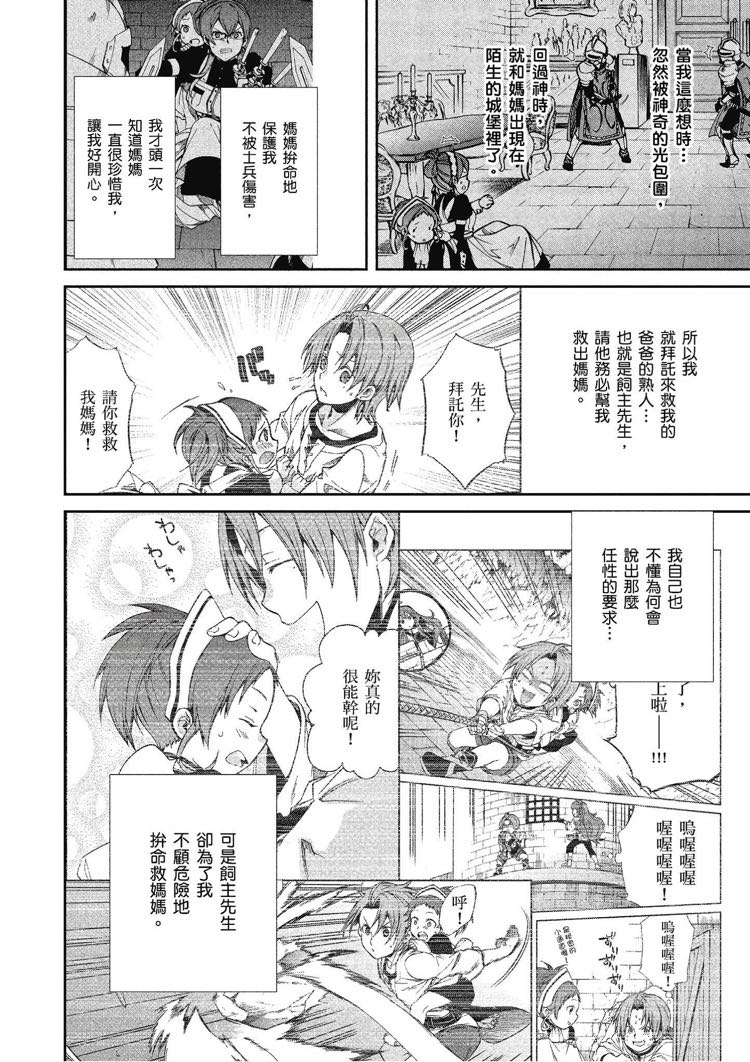 當我這麼想時…
忽然被神奇的光包圍，
回過神時，
就和媽媽出現在
陌生的城堡裡了。
媽媽拚命地
保護我
不被士兵傷害，
我才頭一次
知道媽媽
一直很珍惜我，
讓我好開心。
所以我
就拜託來救我的
爸爸的熟人…
也就是飼主先生，
請他務必幫我
救出媽媽。
先生，
拜託你！
請你救救
我媽媽！
我自己也
不懂為何會
說出那麼
任性的要求…
了，
上啦——!!!
嗚喔喔喔
喔喔喔喔！
嗚喔喔喔！
わしゃ
わしゃ
妳真的
很能幹呢！
呼！
可是飼主先生
卻為了我
不顧危險地
拚命救媽媽。